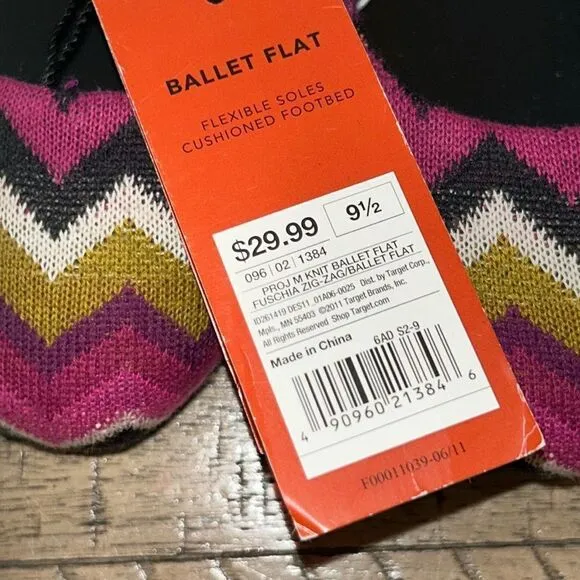 BALLET FLAT
FLEXIBLE SOLES
CUSHIONED FOOTBED
$29.99
9½
096 | 02 | 1384
PROJ M KNIT BALLET FLAT
FUSCHIA ZIG-ZAG/BALLET FLAT
ID261419 DES11_01A06-0025 Dist. by Target Corp.,
Mpls., MN 55403 ©2011 Target Brands, Inc.
All Rights Reserved Shop Target.com
Made in China
6AD S2-9
4 90960 21384 6
F00011039-06/11